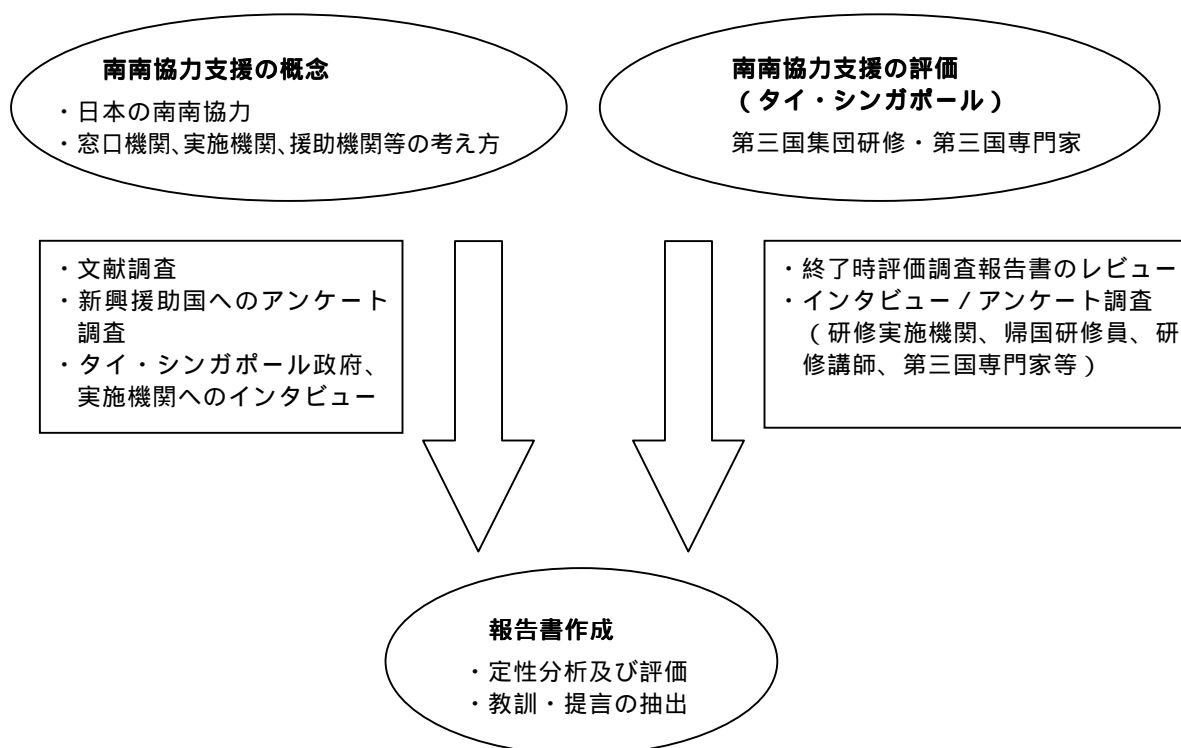 南南協力支援の概念
・日本の南南協力
・窓口機関、実施機関、援助機関等の考え方
南南協力支援の評価
(タイ・シンガポール)
第三国集団研修・第三国専門家
・文献調査
・新興援助国へのアンケート
調査
・タイ・シンガポール政府、
実施機関へのインタビュー
・終了時評価調査報告書のレビュー
・インタビュー/アンケート調査
(研修実施機関、帰国研修員、研
修講師、第三国専門家等)
報告書作成
・定性分析及び評価
・教訓・提言の抽出